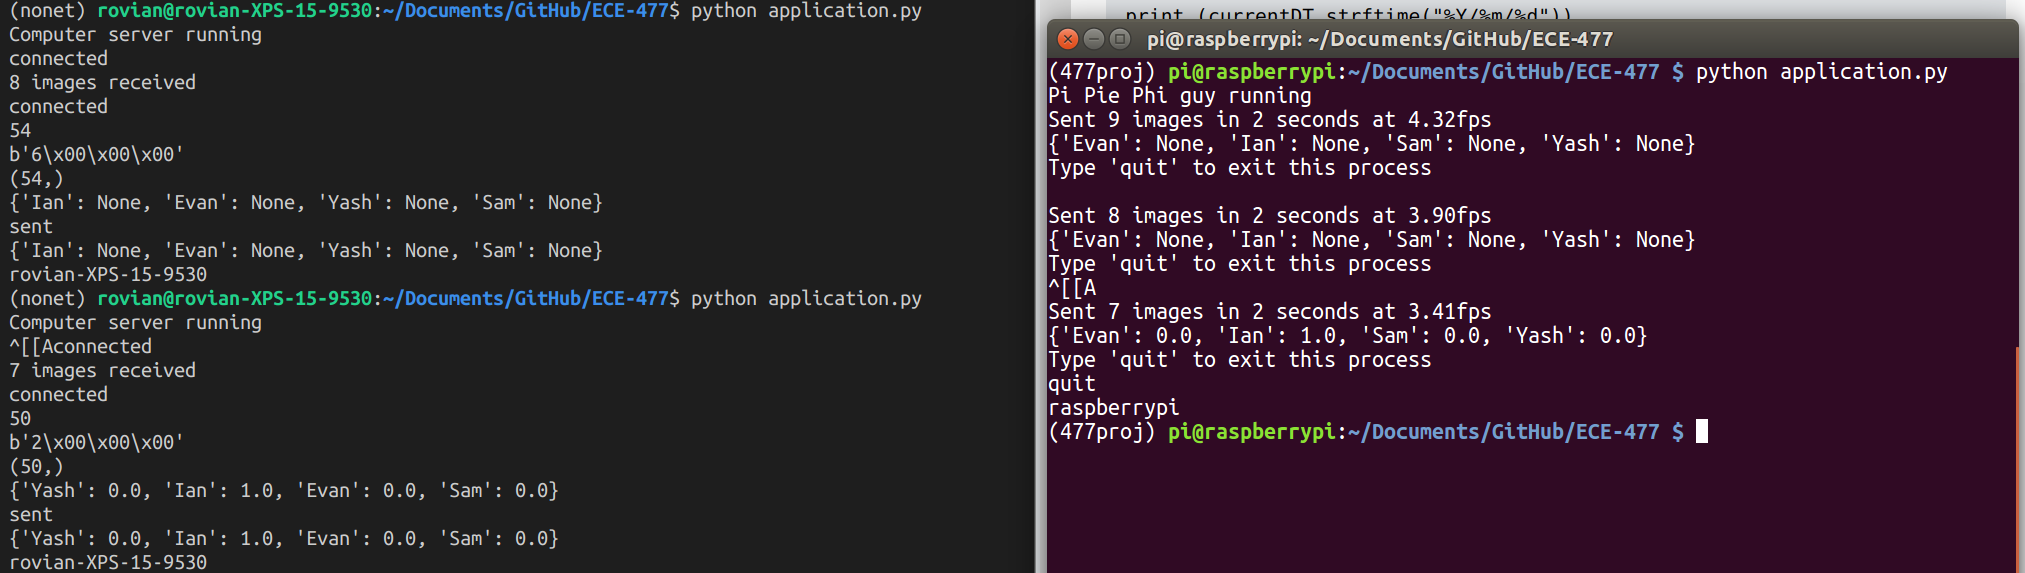 (nonet) rovian@rovian-XPS-15-9530:~/Documents/GitHub/ECE-477$ python application.py
Computer server running
connected
8 images received
connected
54
b'6\x00\x00\x00'
(54,)
{'Ian': None, 'Evan': None, 'Yash': None, 'Sam': None}
sent
{'Ian': None, 'Evan': None, 'Yash': None, 'Sam': None}
rovian-XPS-15-9530
(nonet) rovian@rovian-XPS-15-9530:~/Documents/GitHub/ECE-477$ python application.py
Computer server running
^[[Aconnected
7 images received
connected
50
b'2\x00\x00\x00'
(50,)
{'Yash': 0.0, 'Ian': 1.0, 'Evan': 0.0, 'Sam': 0.0}
sent
{'Yash': 0.0, 'Ian': 1.0, 'Evan': 0.0, 'Sam': 0.0}
rovian-XPS-15-9530
print (currentDT.strftime("%Y/%m/%d"))
pi@raspberrypi: ~/Documents/GitHub/ECE-477
(477proj) pi@raspberrypi:~/Documents/GitHub/ECE-477 $ python application.py
Pi Pie Phi guy running
Sent 9 images in 2 seconds at 4.32fps
{'Evan': None, 'Ian': None, 'Sam': None, 'Yash': None}
Type 'quit' to exit this process
Sent 8 images in 2 seconds at 3.90fps
{'Evan': None, 'Ian': None, 'Sam': None, 'Yash': None}
Type 'quit' to exit this process
^[[A
Sent 7 images in 2 seconds at 3.41fps
{'Evan': 0.0, 'Ian': 1.0, 'Sam': 0.0, 'Yash': 0.0}
Type 'quit' to exit this process
quit
raspberrypi
(477proj) pi@raspberrypi:~/Documents/GitHub/ECE-477 $